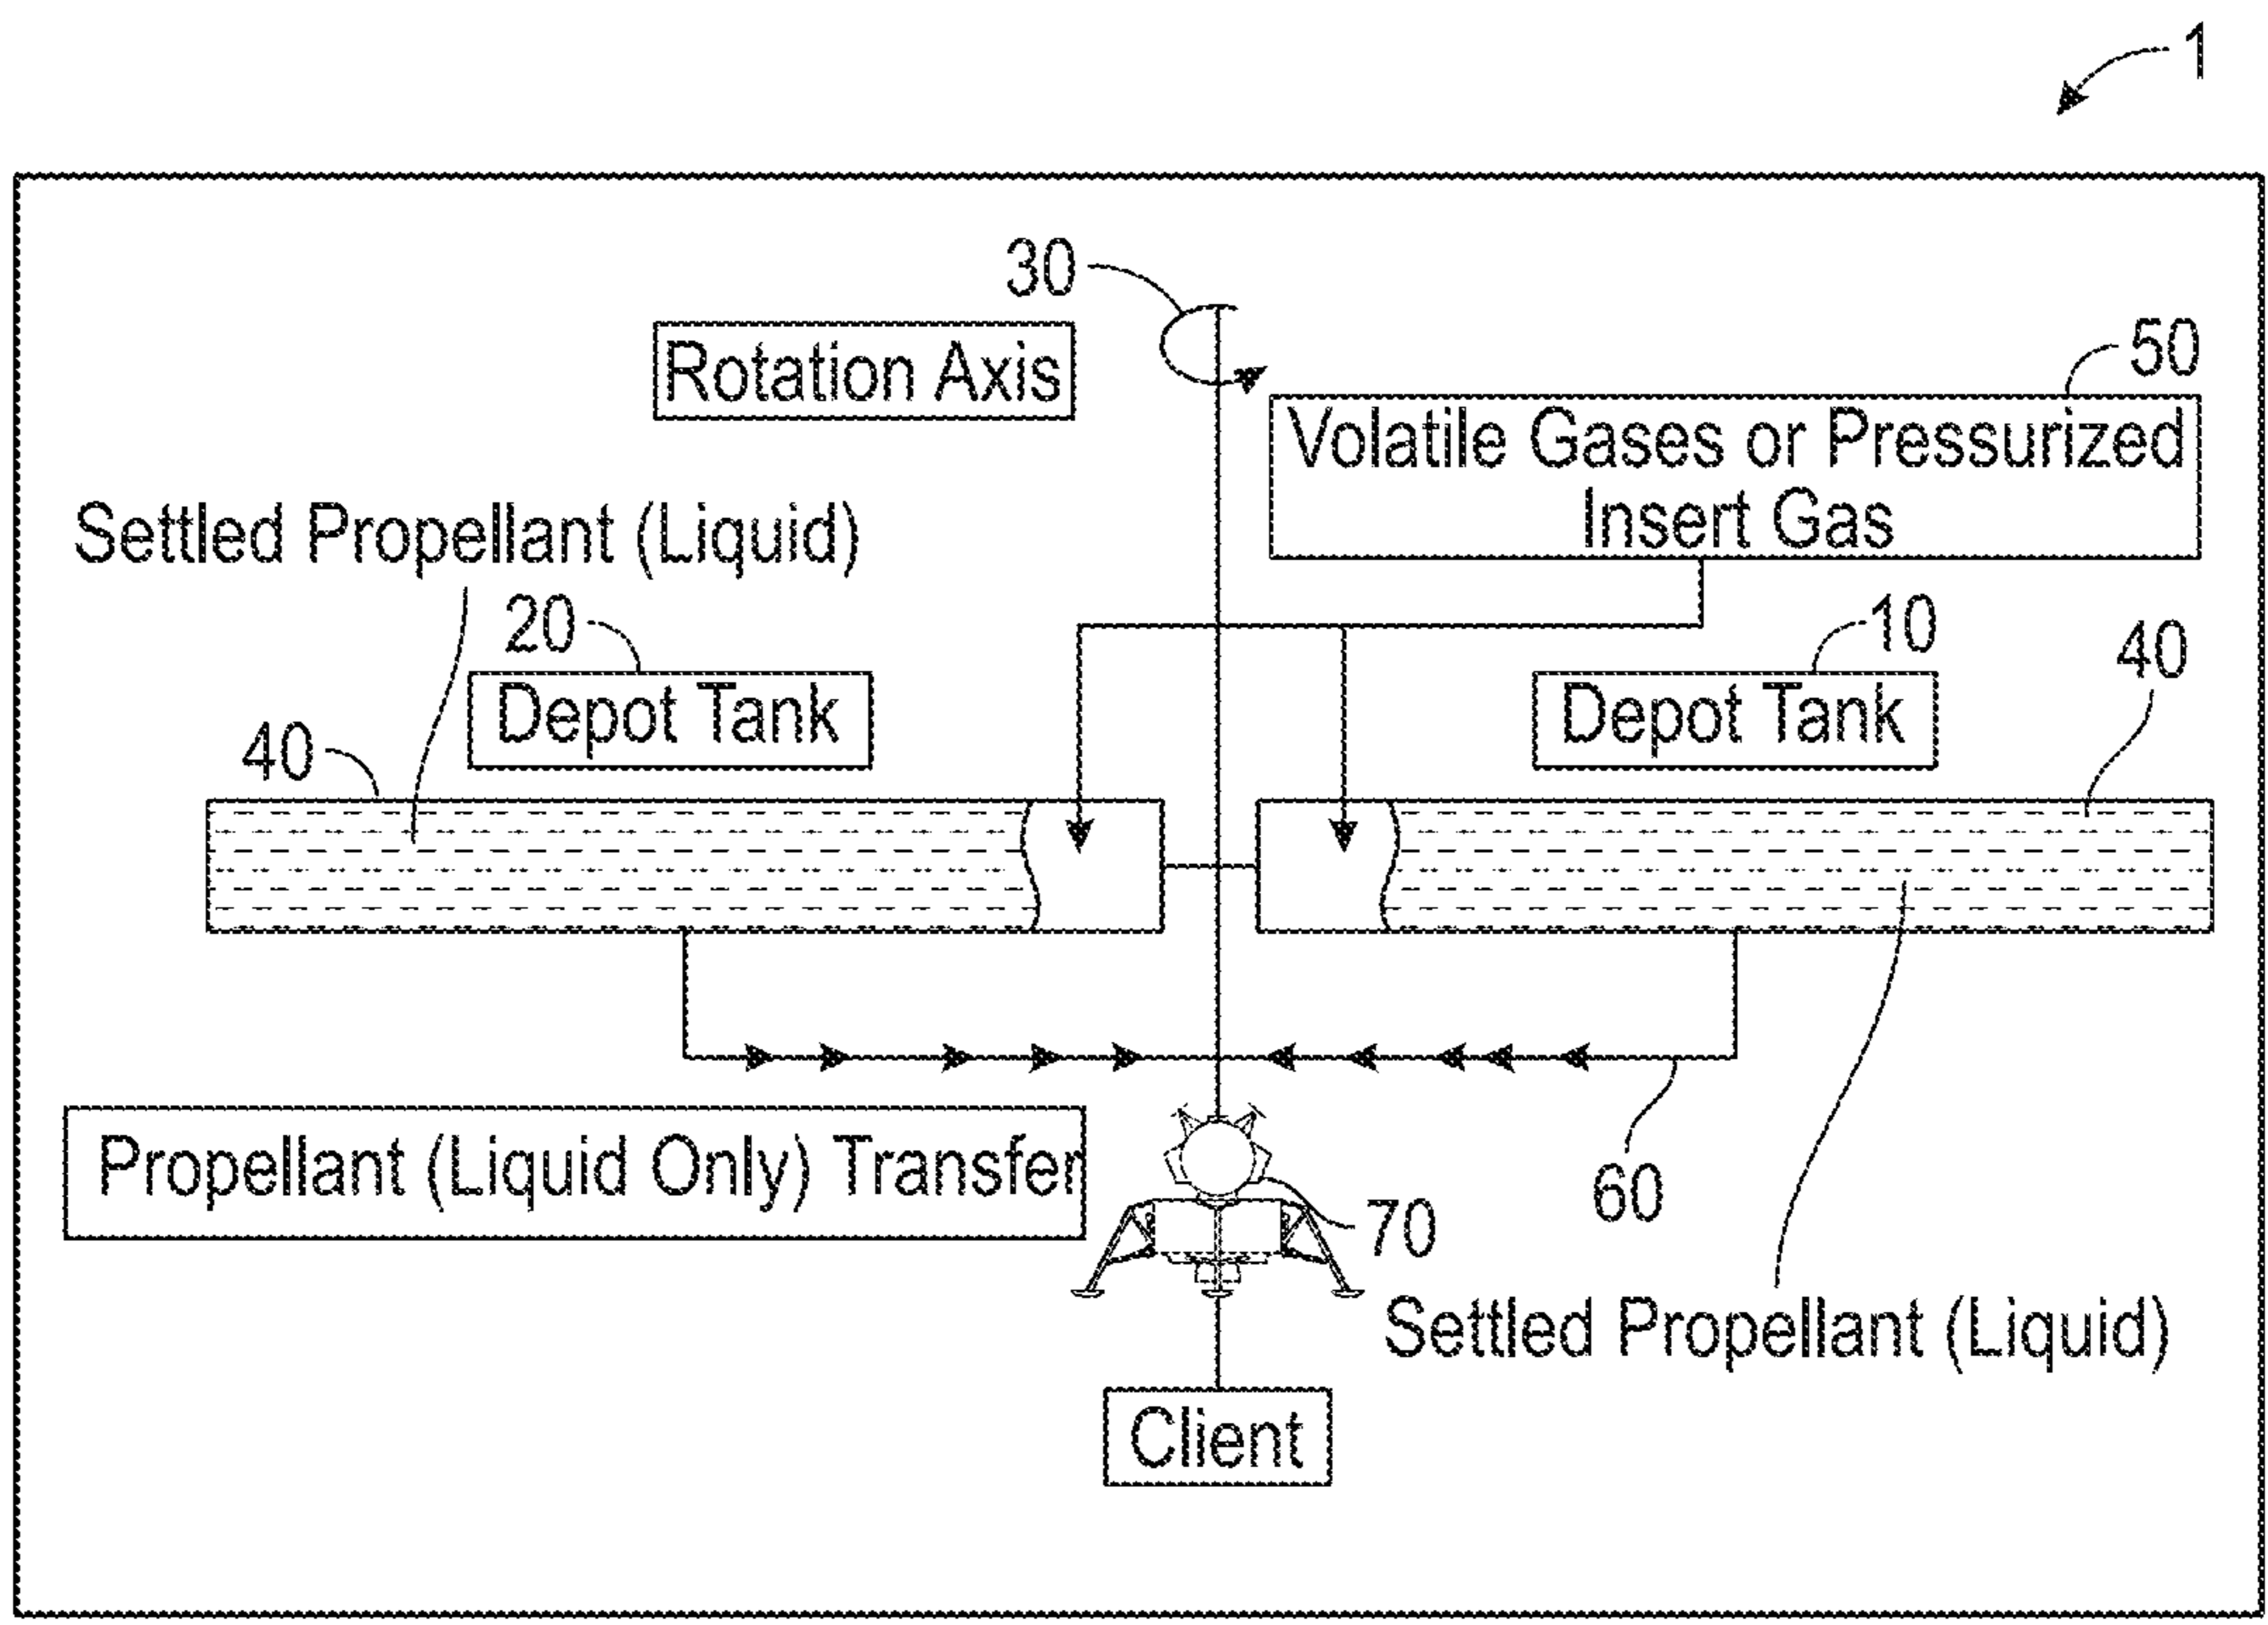 1
30
Rotation Axis
50
Volatile Gases or Pressurized
Insert Gas
Settled Propellant (Liquid)
20
Depot Tank
10
Depot Tank
40
40
Propellant (Liquid Only) Transfer
60
70
Settled Propellant (Liquid)
Client